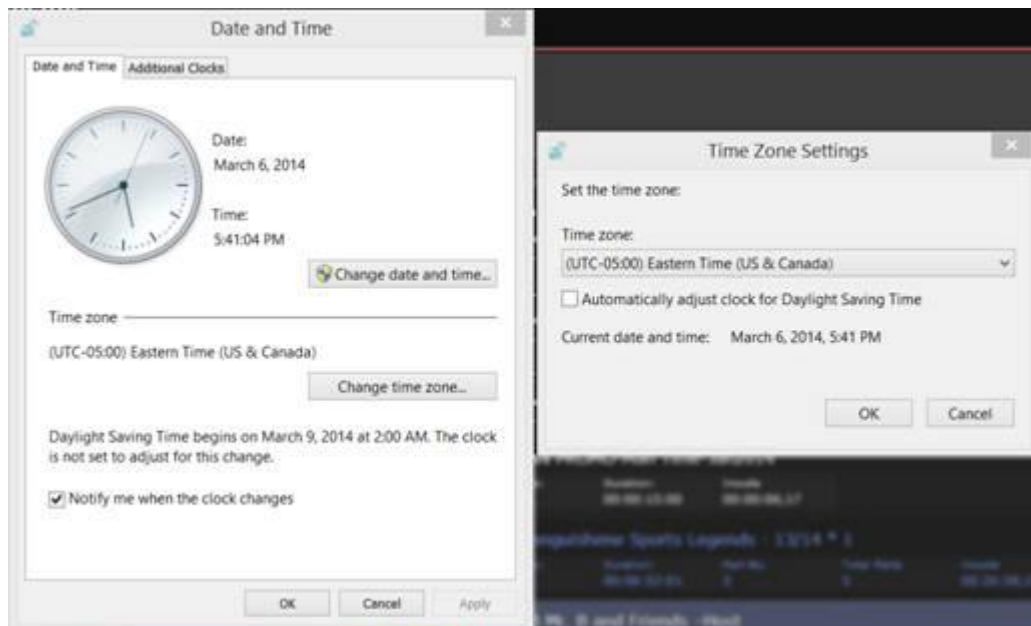 Date and Time
Date and Time
Additional Clocks
Date:
March 6, 2014
Time:
5:41:04 PM
Change date and time...
Time zone
(UTC-05:00) Eastern Time (US & Canada)
Change time zone...
Daylight Saving Time begins on March 9, 2014 at 2:00 AM. The clock
is not set to adjust for this change.
Notify me when the clock changes
OK
Cancel
Apply
Time Zone Settings
Set the time zone:
Time zone:
(UTC-05:00) Eastern Time (US & Canada)
Automatically adjust clock for Daylight Saving Time
Current date and time: March 6, 2014, 5:41 PM
OK
Cancel
Sports Legends - 13/14 * 1
and Friends